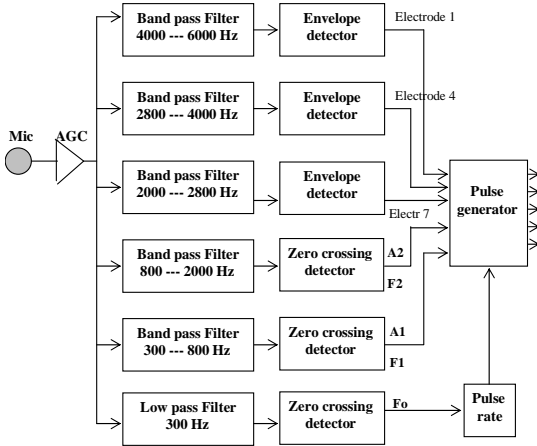 Band pass Filter
4000 --- 6000 Hz
Envelope
detector
Electrode 1
Band pass Filter
2800 --- 4000 Hz
Envelope
detector
Electrode 4
Mic
AGC
Band pass Filter
2000 --- 2800 Hz
Envelope
detector
Electr 7
Pulse
generator
Band pass Filter
800 --- 2000 Hz
Zero crossing
detector
A2
F2
Band pass Filter
300 --- 800 Hz
Zero crossing
detector
A1
F1
Low pass Filter
300 Hz
Zero crossing
detector
Fo
Pulse
rate